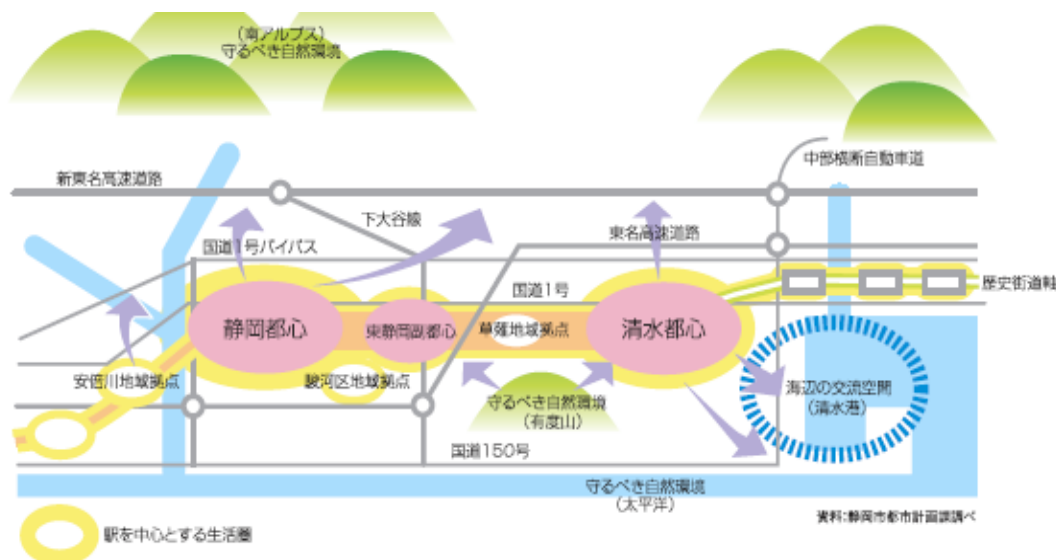 (南アルプス)
守るべき自然環境
中部横断自動車道
新東名高速道路
下大谷線
国道1号バイパス
東名高速道路
国道1号
歴史街道軸
静岡都心
東静岡副都心
草薙地域拠点
清水都心
安倍川地域拠点
駿河区地域拠点
守るべき自然環境
(有度山)
海辺の交流空間
(清水港)
国道150号
守るべき自然環境
(太平洋)
資料:静岡市都市計画課調べ
駅を中心とする生活圏